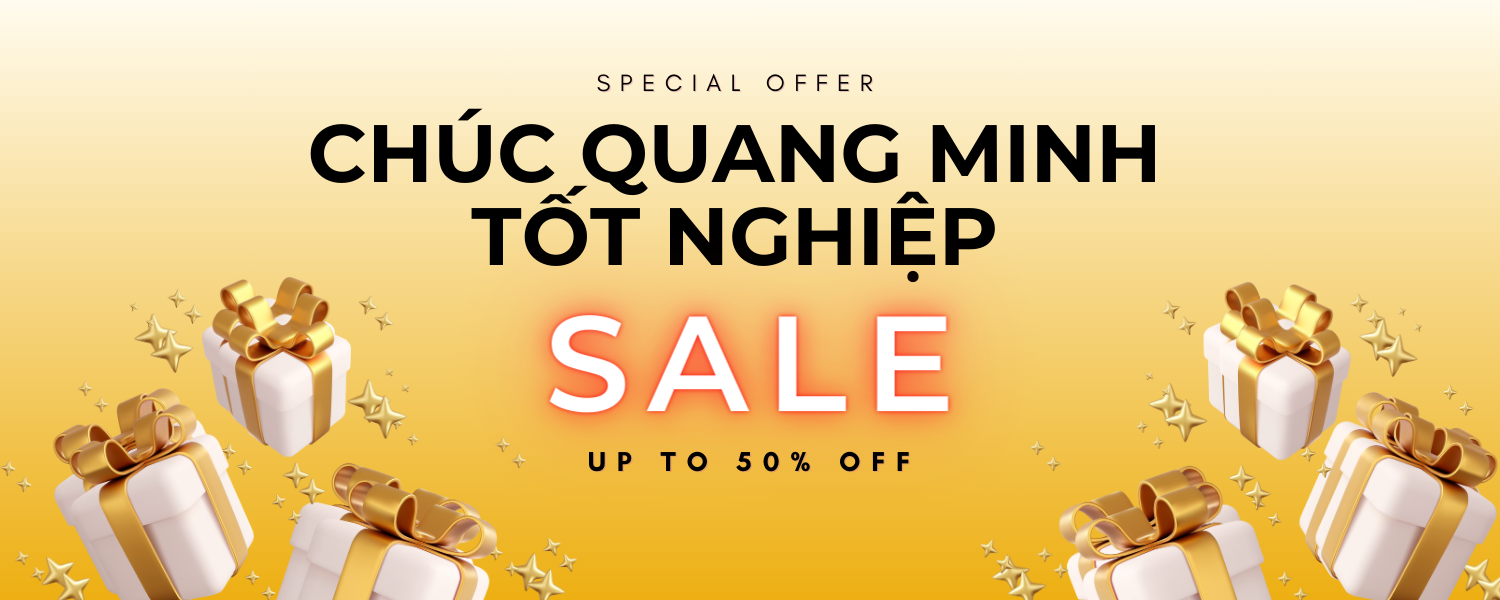 SPECIAL OFFER
CHÚC QUANG MINH
TỐT NGHIỆP
SALE
UP TO 50% OFF